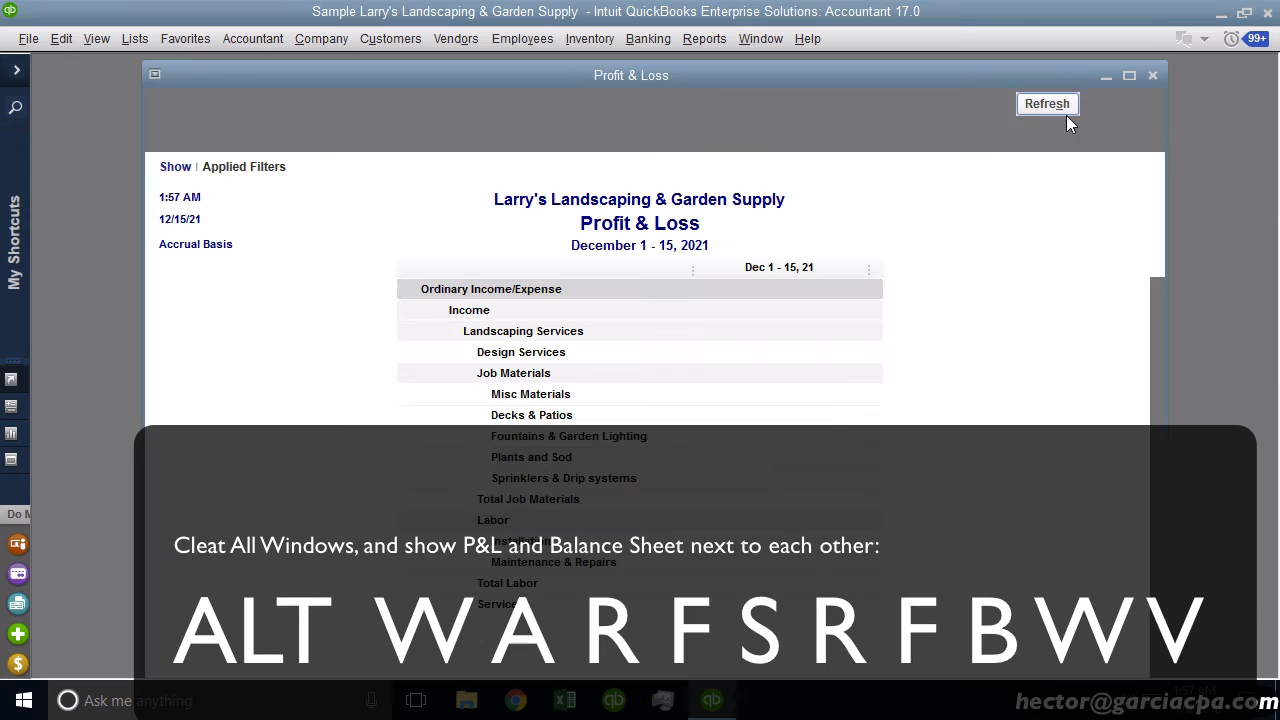 Sample Larry's Landscaping & Garden Supply - Intuit QuickBooks Enterprise Solutions: Accountant 17.0
File Edit View Lists Favorites Accountant Company Customers Vendors Employees Inventory Banking Reports Window Help 99+
Profit & Loss
Refresh
Show | Applied Filters
1:57 AM
Larry's Landscaping & Garden Supply
12/15/21
Profit & Loss
Accrual Basis
December 1 - 15, 2021
My Shortcuts
Dec 1 - 15, 21
Ordinary Income/Expense
Income
Landscaping Services
Design Services
Job Materials
Misc Materials
Decks & Patios
Fountains & Garden Lighting
Plants and Sod
Sprinklers & Drip systems
Total Job Materials
Do M
Labor
Cleat All Windows, and show P&L and Balance Sheet next to each other:
Maintenance & Repairs
Total Labor
ALT W A R F S R F B W V
Ask me anything
hector@garciacpa.com